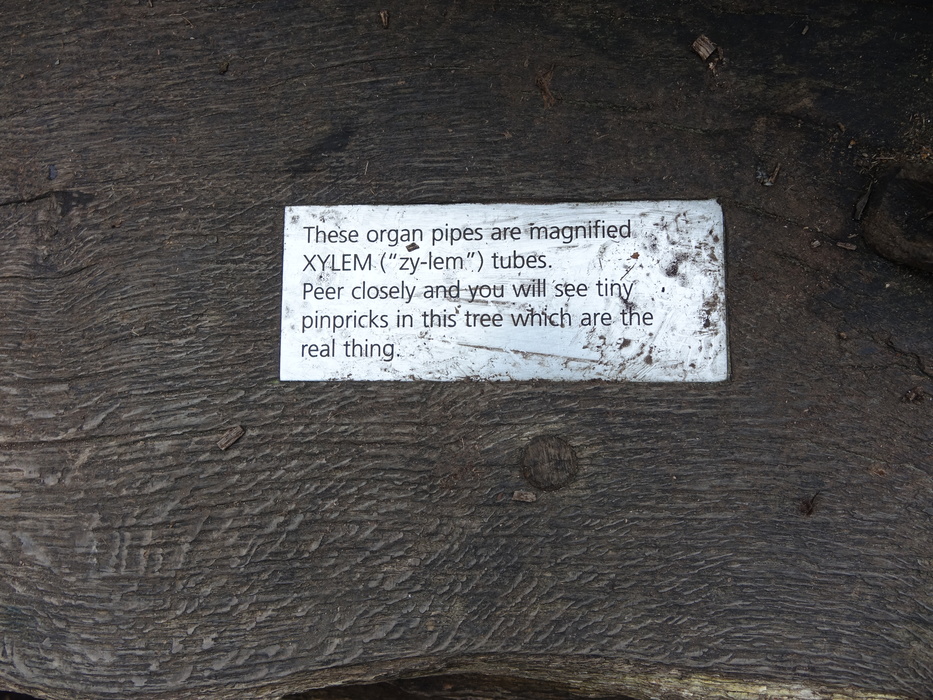 These organ pipes are magnified
XYLEM (“zy-lem”) tubes.
Peer closely and you will see tiny
pinpricks in this tree which are the
real thing.